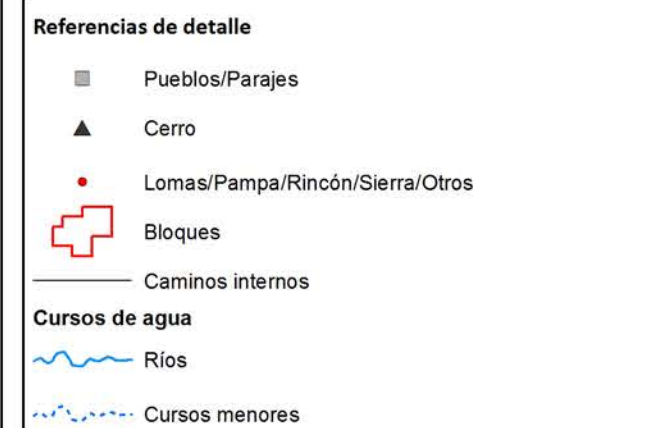 Referencias de detalle
Pueblos/Parajes
Cerro
Lomas/Pampa/Rincón/Sierra/Otros
Bloques
Caminos internos
Cursos de agua
Ríos
Cursos menores